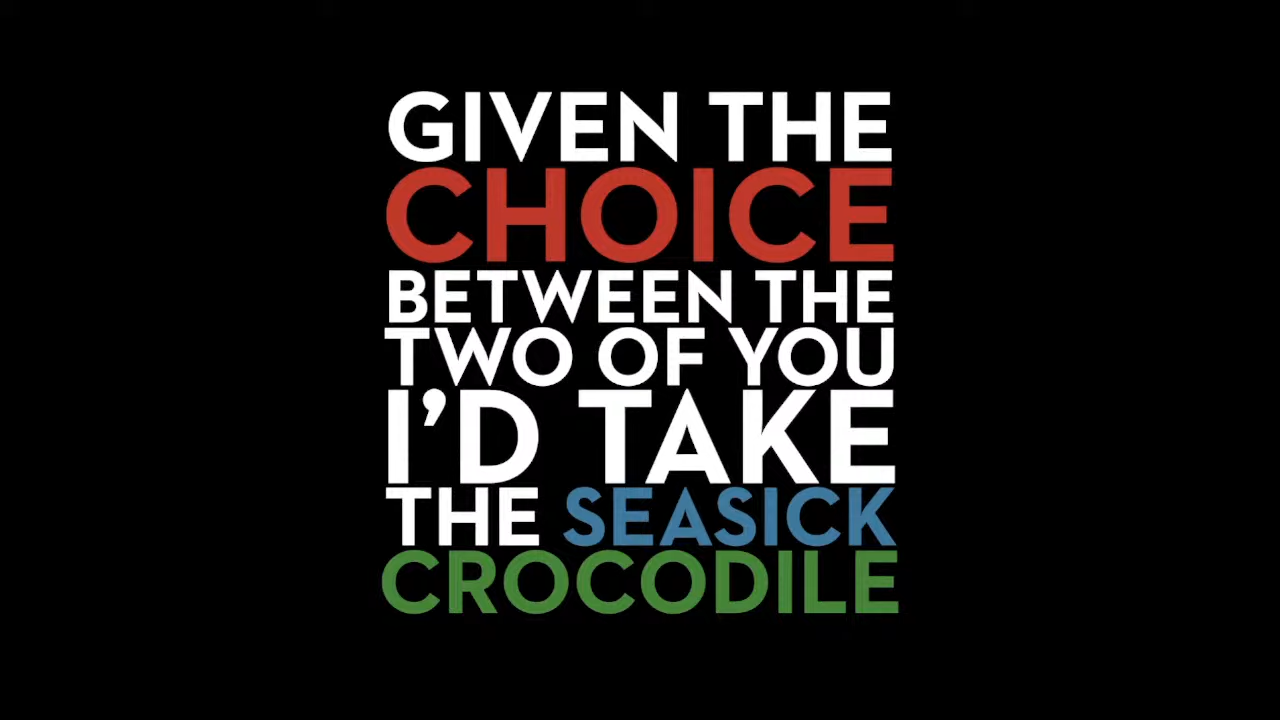 GIVEN THE
CHOICE
BETWEEN THE
TWO OF YOU
I’D TAKE
THE SEASICK
CROCODILE